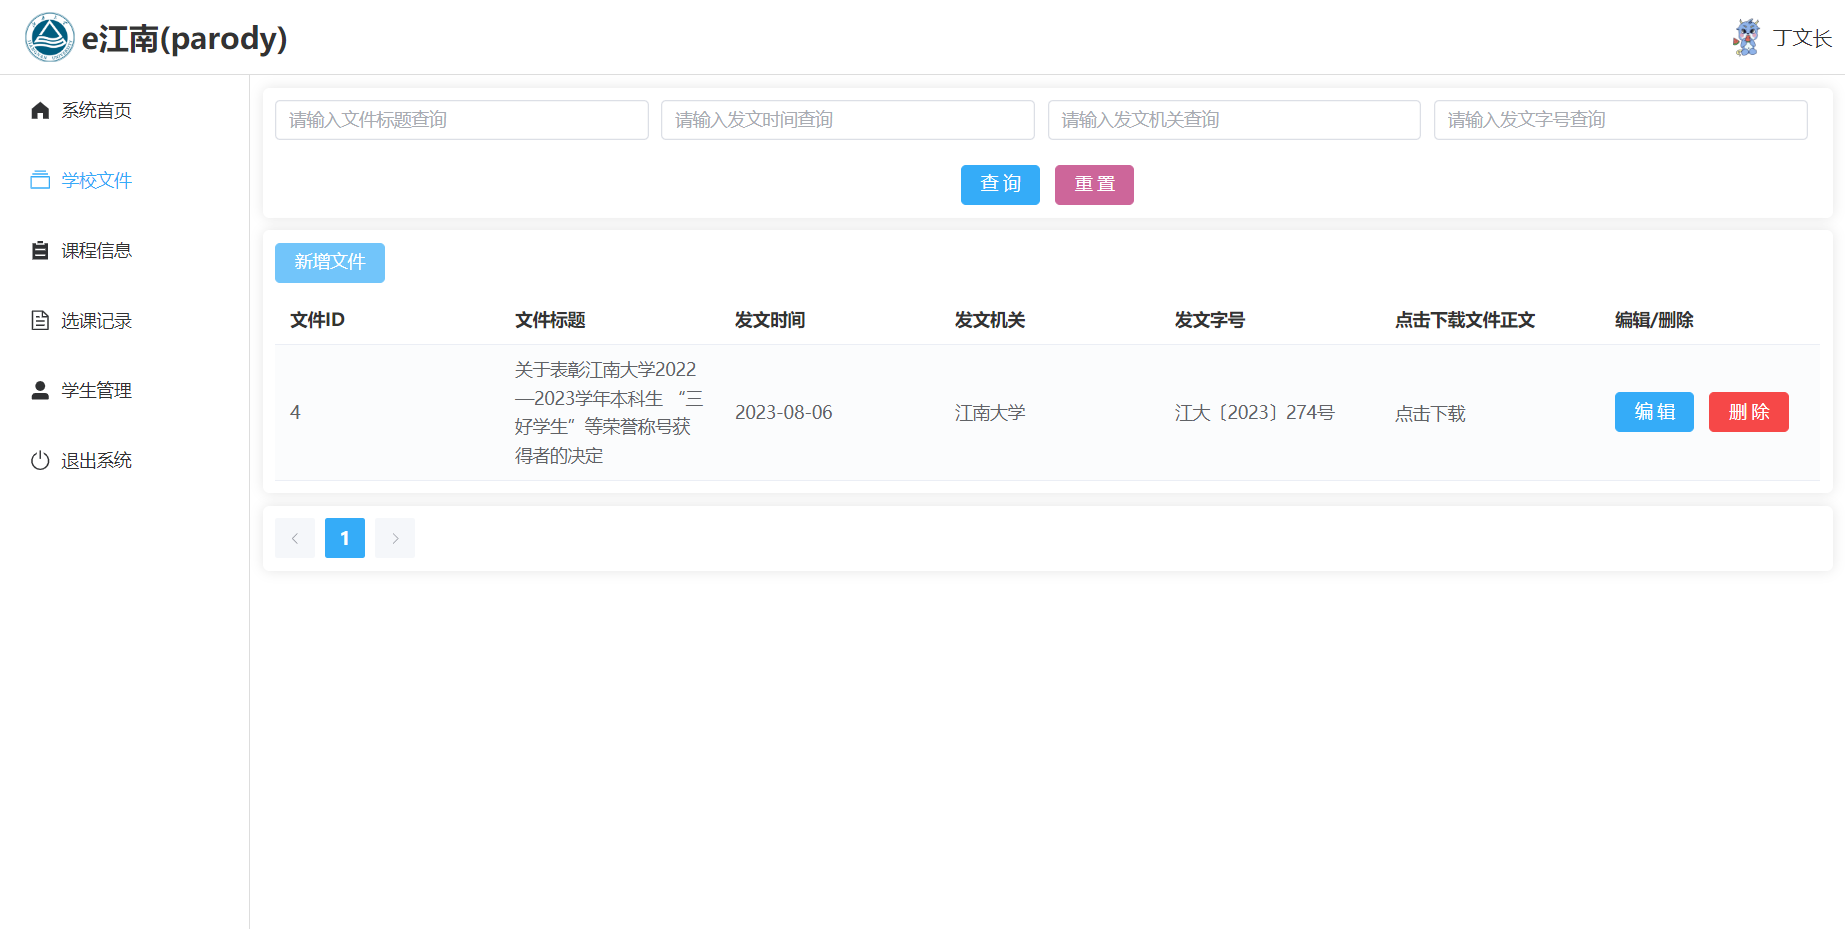 e江南(parody)
丁文长
系统首页
学校文件
课程信息
选课记录
学生管理
退出系统
请输入文件标题查询
请输入发文时间查询
请输入发文机关查询
请输入发文字号查询
查询
重置
新增文件
文件ID
文件标题
发文时间
发文机关
发文字号
点击下载文件正文
编辑/删除
4
关于表彰江南大学2022
—2023学年本科生 “三
好学生”等荣誉称号获
得者的决定
2023-08-06
江南大学
江大〔2023〕274号
点击下载
编辑
删除
1